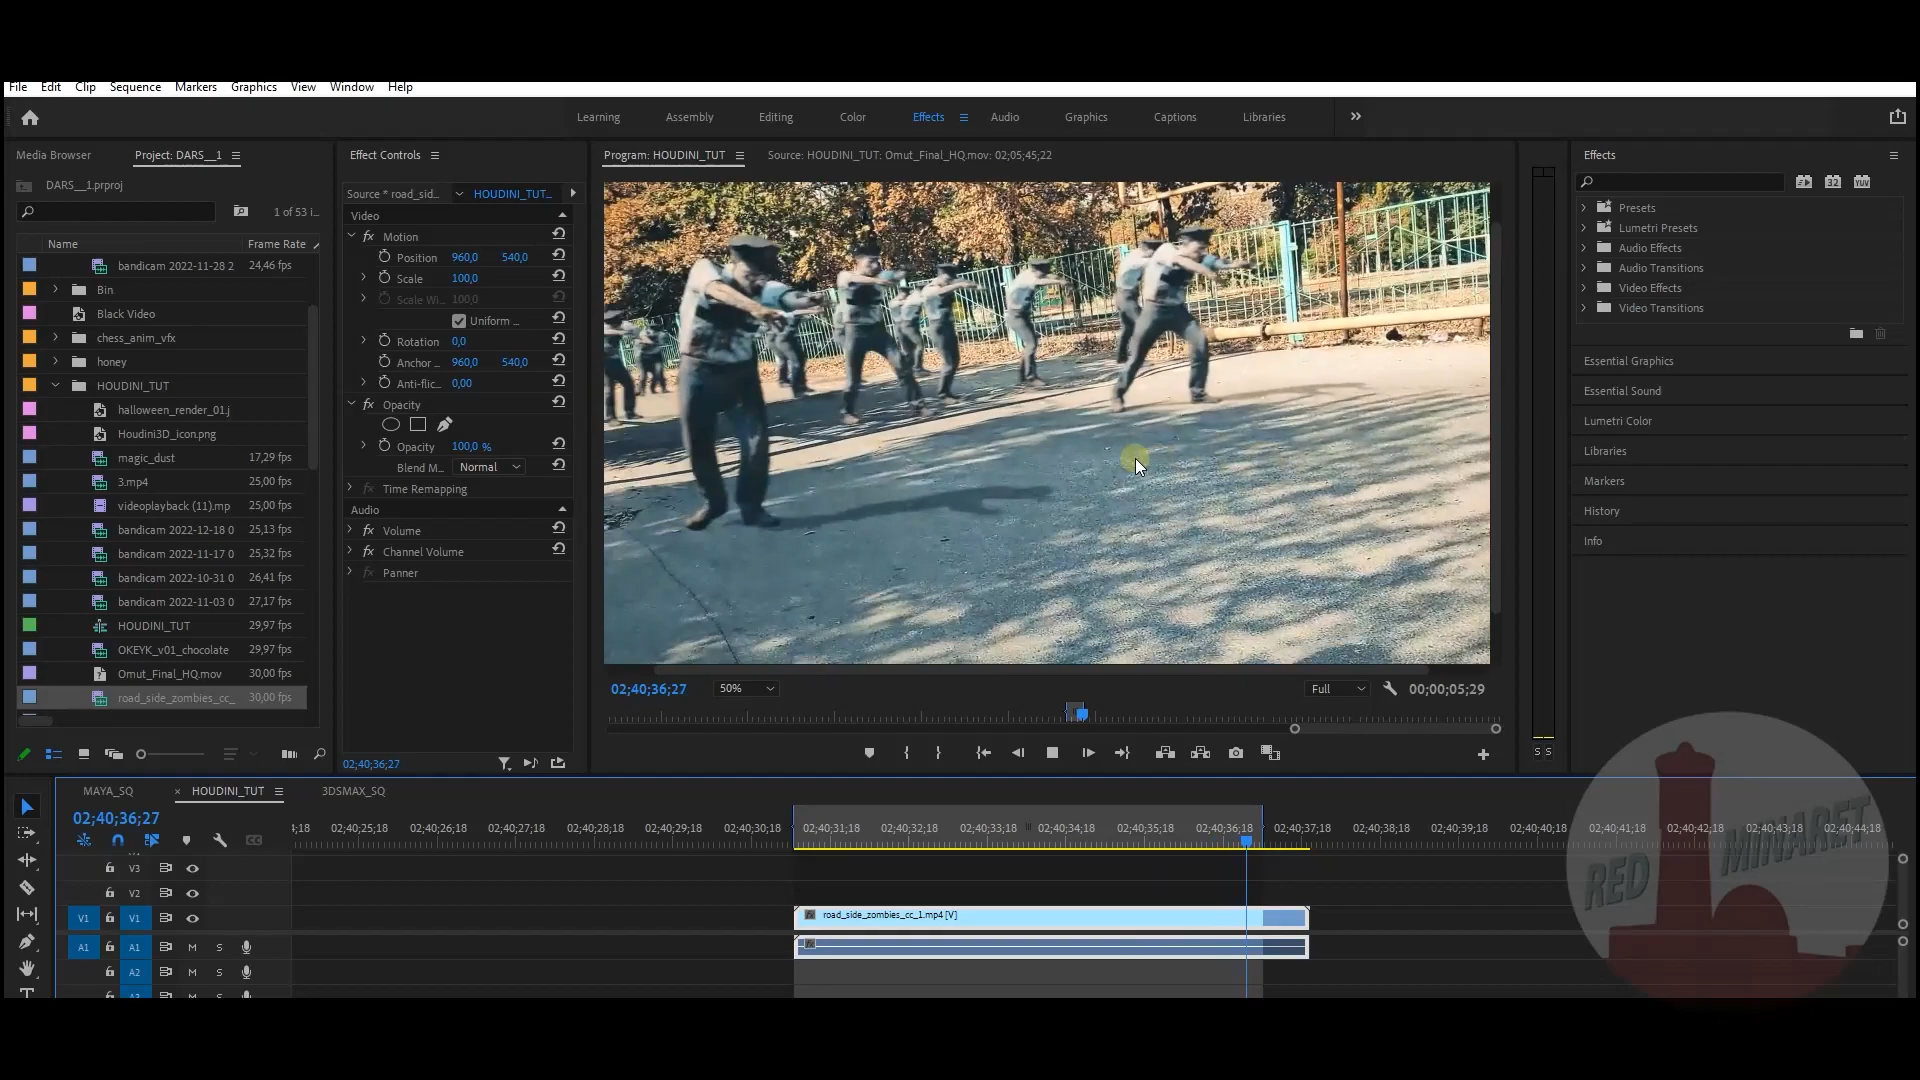 File Edit Clip Sequence Markers Graphics View Window Help
Learning Assembly Editing Color Effects Audio Graphics Captions Libraries
Media Browser Project: DARS__1
DARS__1.prproj
1 of 53 i...
Name Frame Rate
bandicam 2022-11-28 2 24,46 fps
Bin
Black Video
chess_anim_vfx
honey
HOUDINI_TUT
halloween_render_01.j
Houdini3D_icon.png
magic_dust 17,29 fps
3.mp4 25,00 fps
videoplayback (11).mp 25,00 fps
bandicam 2022-12-18 0 25,13 fps
bandicam 2022-11-17 0 25,32 fps
bandicam 2022-10-31 0 26,41 fps
bandicam 2022-11-03 0 27,17 fps
HOUDINI_TUT 29,97 fps
OKEYK_v01_chocolate 29,97 fps
Omut_Final_HQ.mov 30,00 fps
road_side_zombies_cc_ 30,00 fps
Effect Controls
Source * road_sid... HOUDINI_TUT...
Video
fx Motion
Position 960,0 540,0
Scale 100,0
Scale Wi... 100,0
Uniform ...
Rotation 0,0
Anchor ... 960,0 540,0
Anti-flic... 0,00
fx Opacity
Opacity 100,0 %
Blend M... Normal
fx Time Remapping
Audio
fx Volume
fx Channel Volume
fx Panner
02;40;36;27
Program: HOUDINI_TUT Source: HOUDINI_TUT: Omut_Final_HQ.mov: 02;05;45;22
02;40;36;27 50% Full 00;00;05;29
S S
Effects
32 YUV
Presets
Lumetri Presets
Audio Effects
Audio Transitions
Video Effects
Video Transitions
Essential Graphics
Essential Sound
Lumetri Color
Libraries
Markers
History
Info
MAYA_SQ × HOUDINI_TUT 3DSMAX_SQ
02;40;36;27
4;18 02;40;25;18 02;40;26;18 02;40;27;18 02;40;28;18 02;40;29;18 02;40;30;18 02;40;31;18 02;40;32;18 02;40;33;18 02;40;34;18 02;40;35;18 02;40;36;18 02;40;37;18 02;40;38;18 02;40;39;18 02;40;40;18 02;40;41;18 02;40;42;18 02;40;43;18 02;40;44;18
V3
V2
V1 V1 fx road_side_zombies_cc_1.mp4 [V]
A1 A1 M S fx
A2 M S
A3 M S
RED MINARET